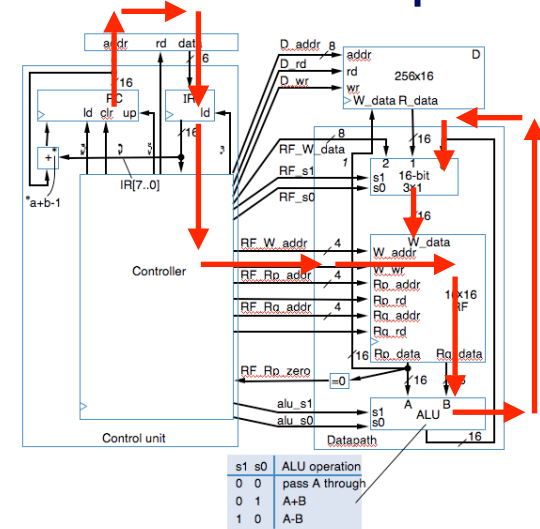 addr rd data
16
PC
ld clr up
IR
ld
16
+
*
IR[7..0]
*a+b-1
Controller
Control unit
D_addr 8
D_rd
D_wr
addr
rd
wr
D
256x16
W_data R_data
RF_W_data
8
1
16
2 1
RF_s1
RF_s0
s1
s0
16-bit
3x1
16
RF_W_addr 4
W_data
W_addr
W_wr
RF_Rp_addr 4
Rp_addr
Rp_rd
RF_Rq_addr 4
Rq_addr
Rq_rd
16x16
RF
Rp_data Rq_data
16
16
RF_Rp_zero
=0
A B
alu_s1
alu_s0
s1
s0
ALU
16
Datapath
s1 s0 ALU operation
0 0 pass A through
0 1 A+B
1 0 A-B